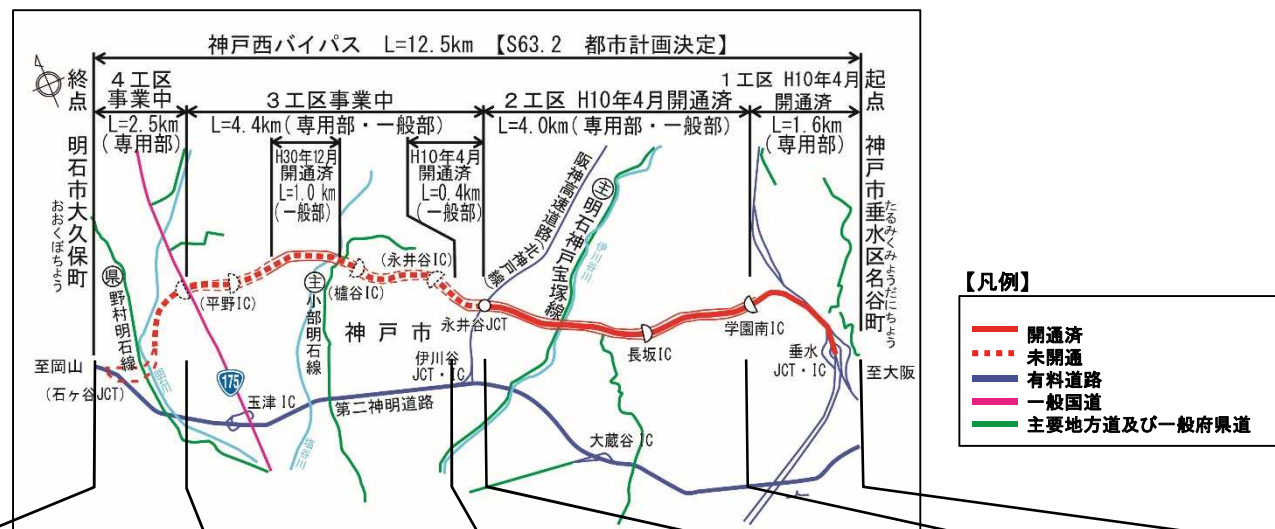 神戸西バイパス L=12.5km 【S63.2 都市計画決定】
終点 明石市大久保町
おおくぼちょう
4工区
事業中
L=2.5km
(専用部)
3工区事業中
L=4.4km(専用部・一般部)
H30年12月
開通済
L=1.0 km
(一般部)
H10年4月
開通済
L=0.4km
(一般部)
2工区 H10年4月開通済
L=4.0km(専用部・一般部)
1工区 H10年4月
開通済
L=1.6km
(専用部)
起点 神戸市垂水区名谷町
たるみくみょうだにちょう
阪神高速道路(北神戸線)
主 明石神戸宝塚線
伊川谷川
県 野村明石線
明石川
(平野IC)
主 小部明石線
(櫨谷IC)
(永井谷IC)
神戸市
永井谷JCT
長坂IC
学園南IC
垂水
JCT・IC
伊川谷
JCT・IC
至岡山
(石ヶ谷JCT)
175
玉津IC
第二神明道路
大蔵谷IC
至大阪
【凡例】
開通済
未開通
有料道路
一般国道
主要地方道及び一般府県道